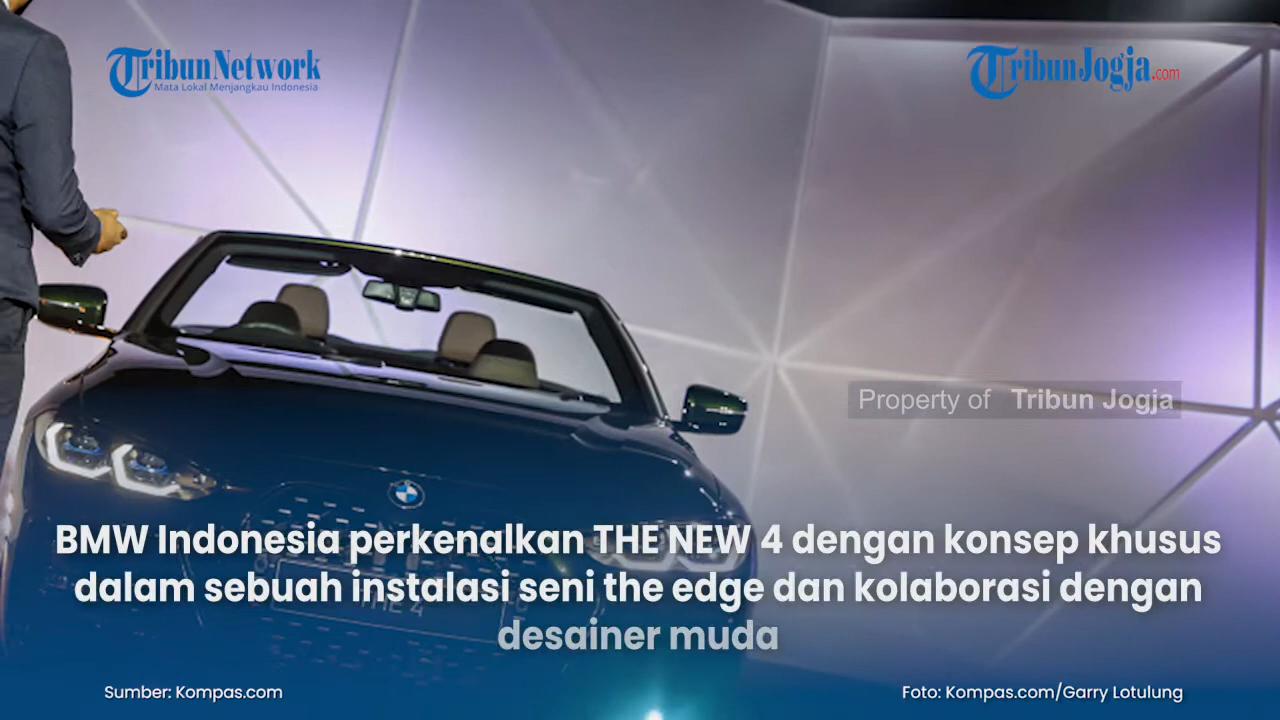 TribunNetwork
Mata Lokal Menjangkau Indonesia
TribunJogja.com
Property of Tribun Jogja
BMW Indonesia perkenalkan THE NEW 4 dengan konsep khusus
dalam sebuah instalasi seni the edge dan kolaborasi dengan
desainer muda
THE 4
Sumber: Kompas.com
Foto: Kompas.com/Garry Lotulung